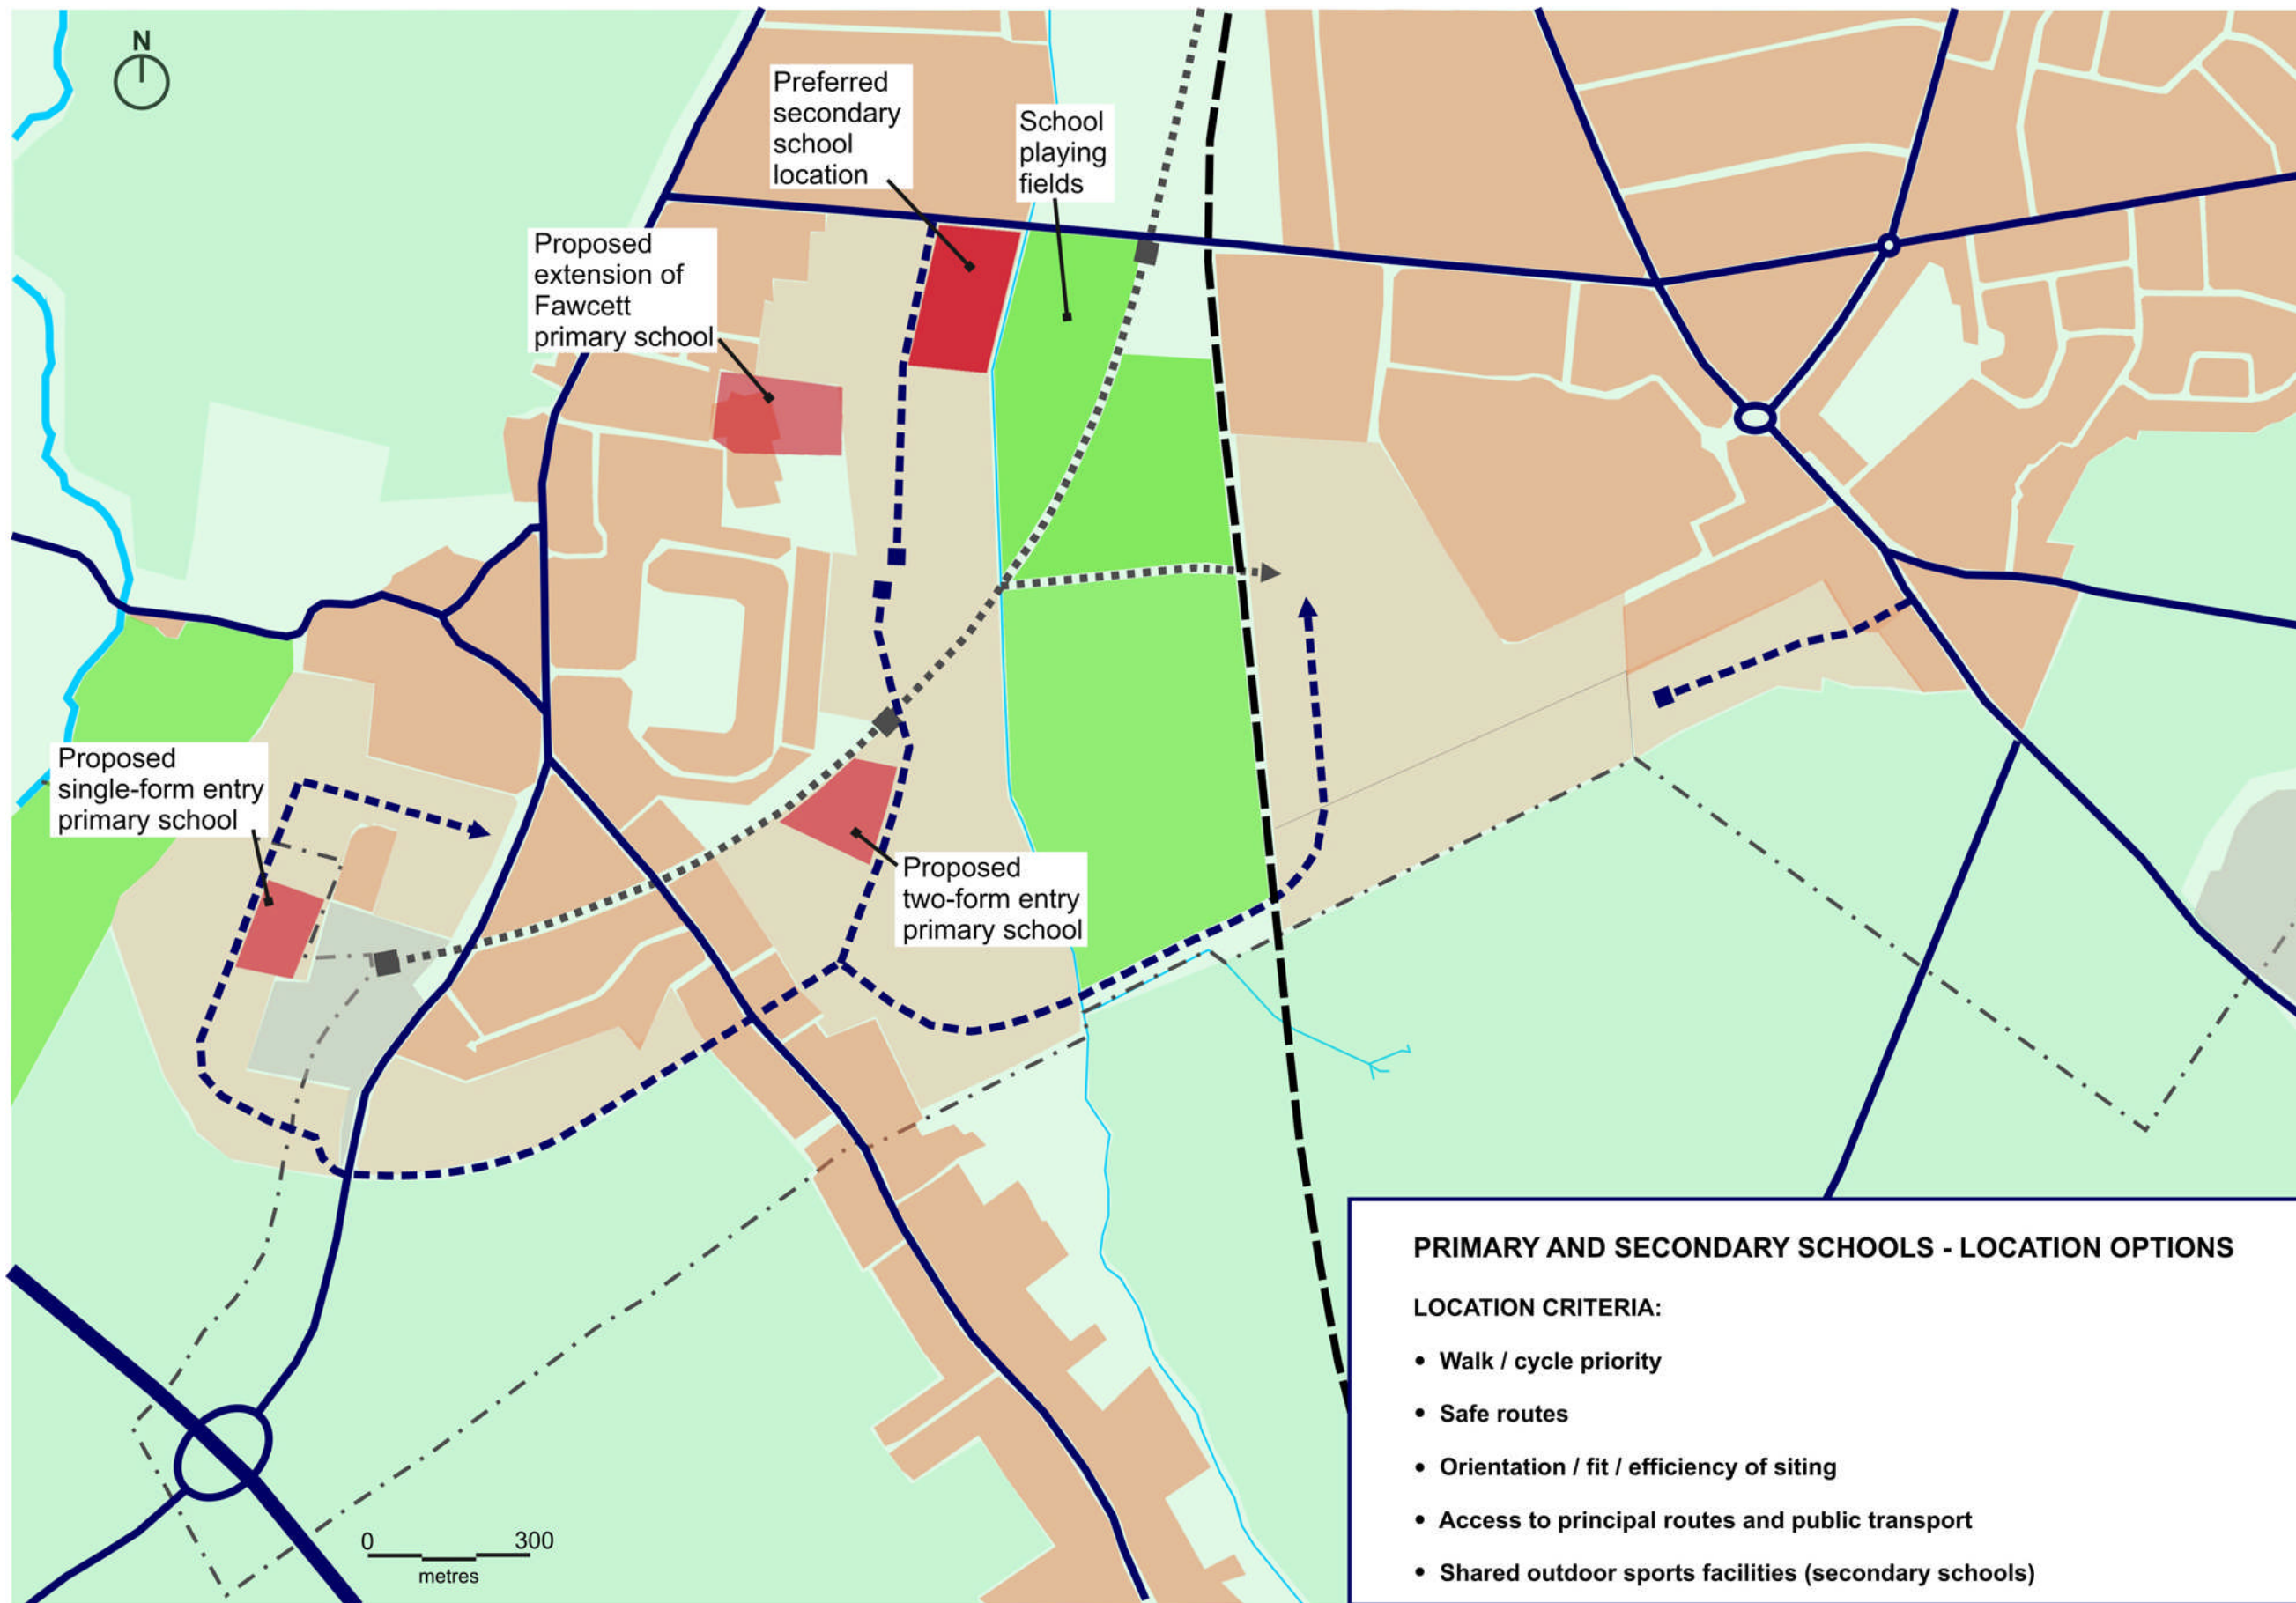 N
Preferred
secondary
school
location
School
playing
fields
Proposed
extension of
Fawcett
primary school
Proposed
single-form entry
primary school
Proposed
two-form entry
primary school
PRIMARY AND SECONDARY SCHOOLS - LOCATION OPTIONS
LOCATION CRITERIA:
• Walk / cycle priority
• Safe routes
• Orientation / fit / efficiency of siting
• Access to principal routes and public transport
• Shared outdoor sports facilities (secondary schools)
0 300
metres